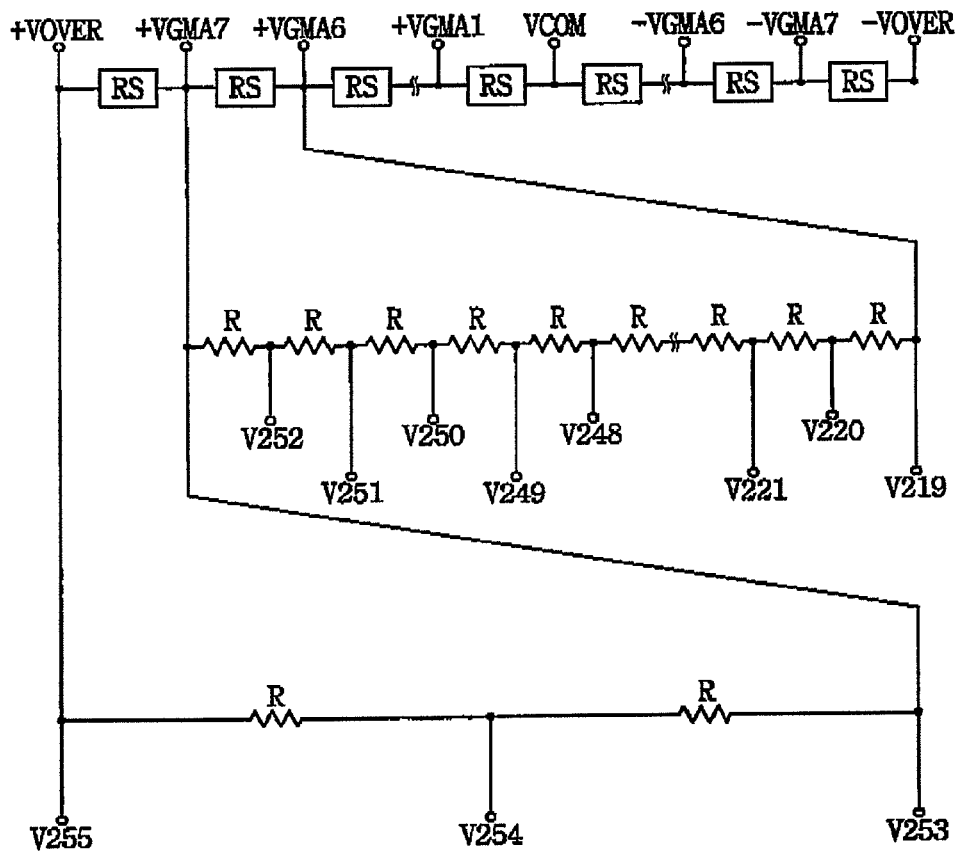 +VOVER +VGMA7 +VGMA6 +VGMA1 VCOM -VGMA6 -VGMA7 -VOVER
RS RS RS RS RS RS RS
R R R R R R R R R
V252 V250 V248 V220
V251 V249 V221 V219
R R
V255 V254 V253